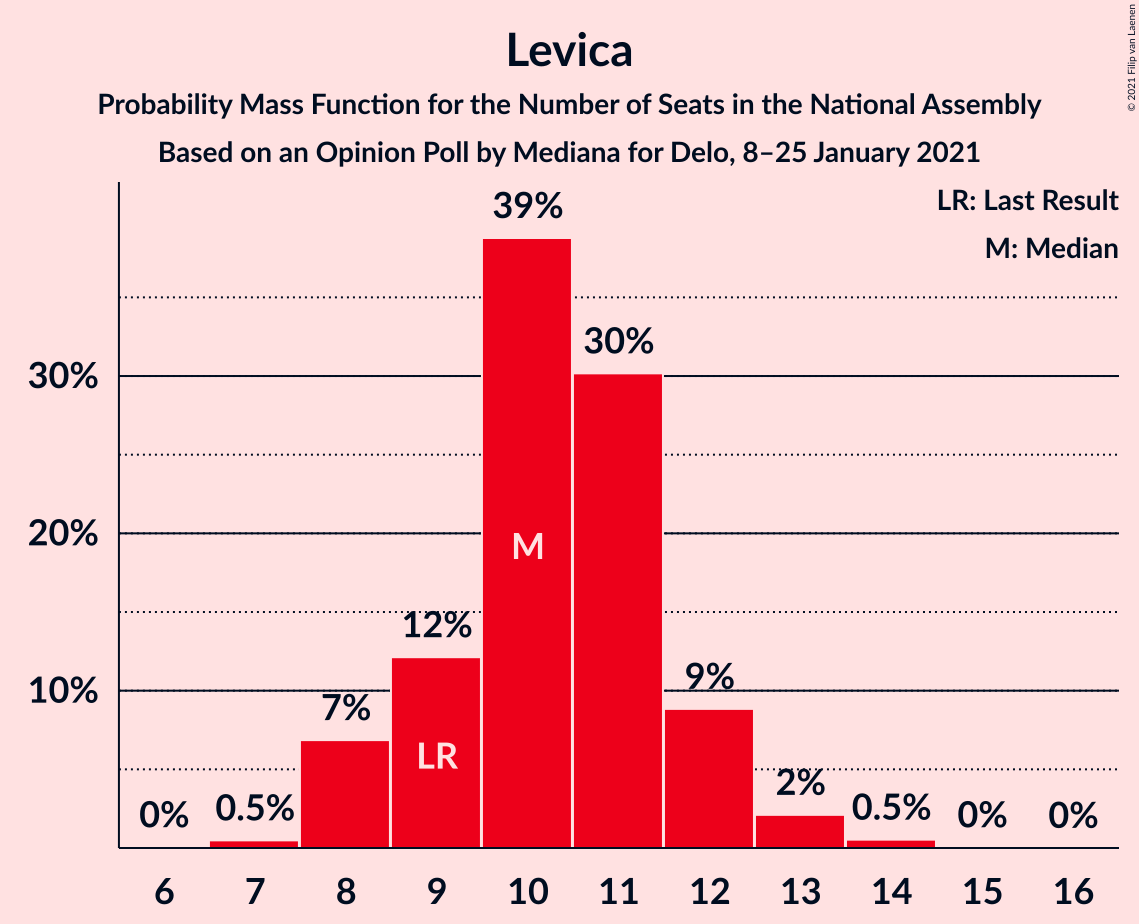 Levica
Probability Mass Function for the Number of Seats in the National Assembly
Based on an Opinion Poll by Mediana for Delo, 8–25 January 2021
© 2021 Filip van Laenen
LR: Last Result
M: Median
39%
30%
30%
M
20%
12%
10%
7%
9%
LR
0%
0.5%
2%
0.5%
0%
0%
6 7 8 9 10 11 12 13 14 15 16